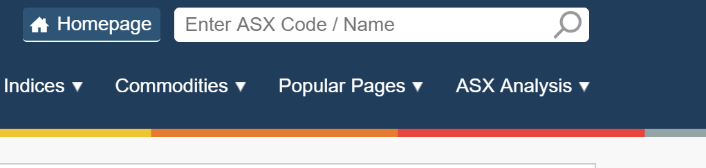 Homepage Enter ASX Code / Name
Indices ▼ Commodities ▼ Popular Pages ▼ ASX Analysis ▼